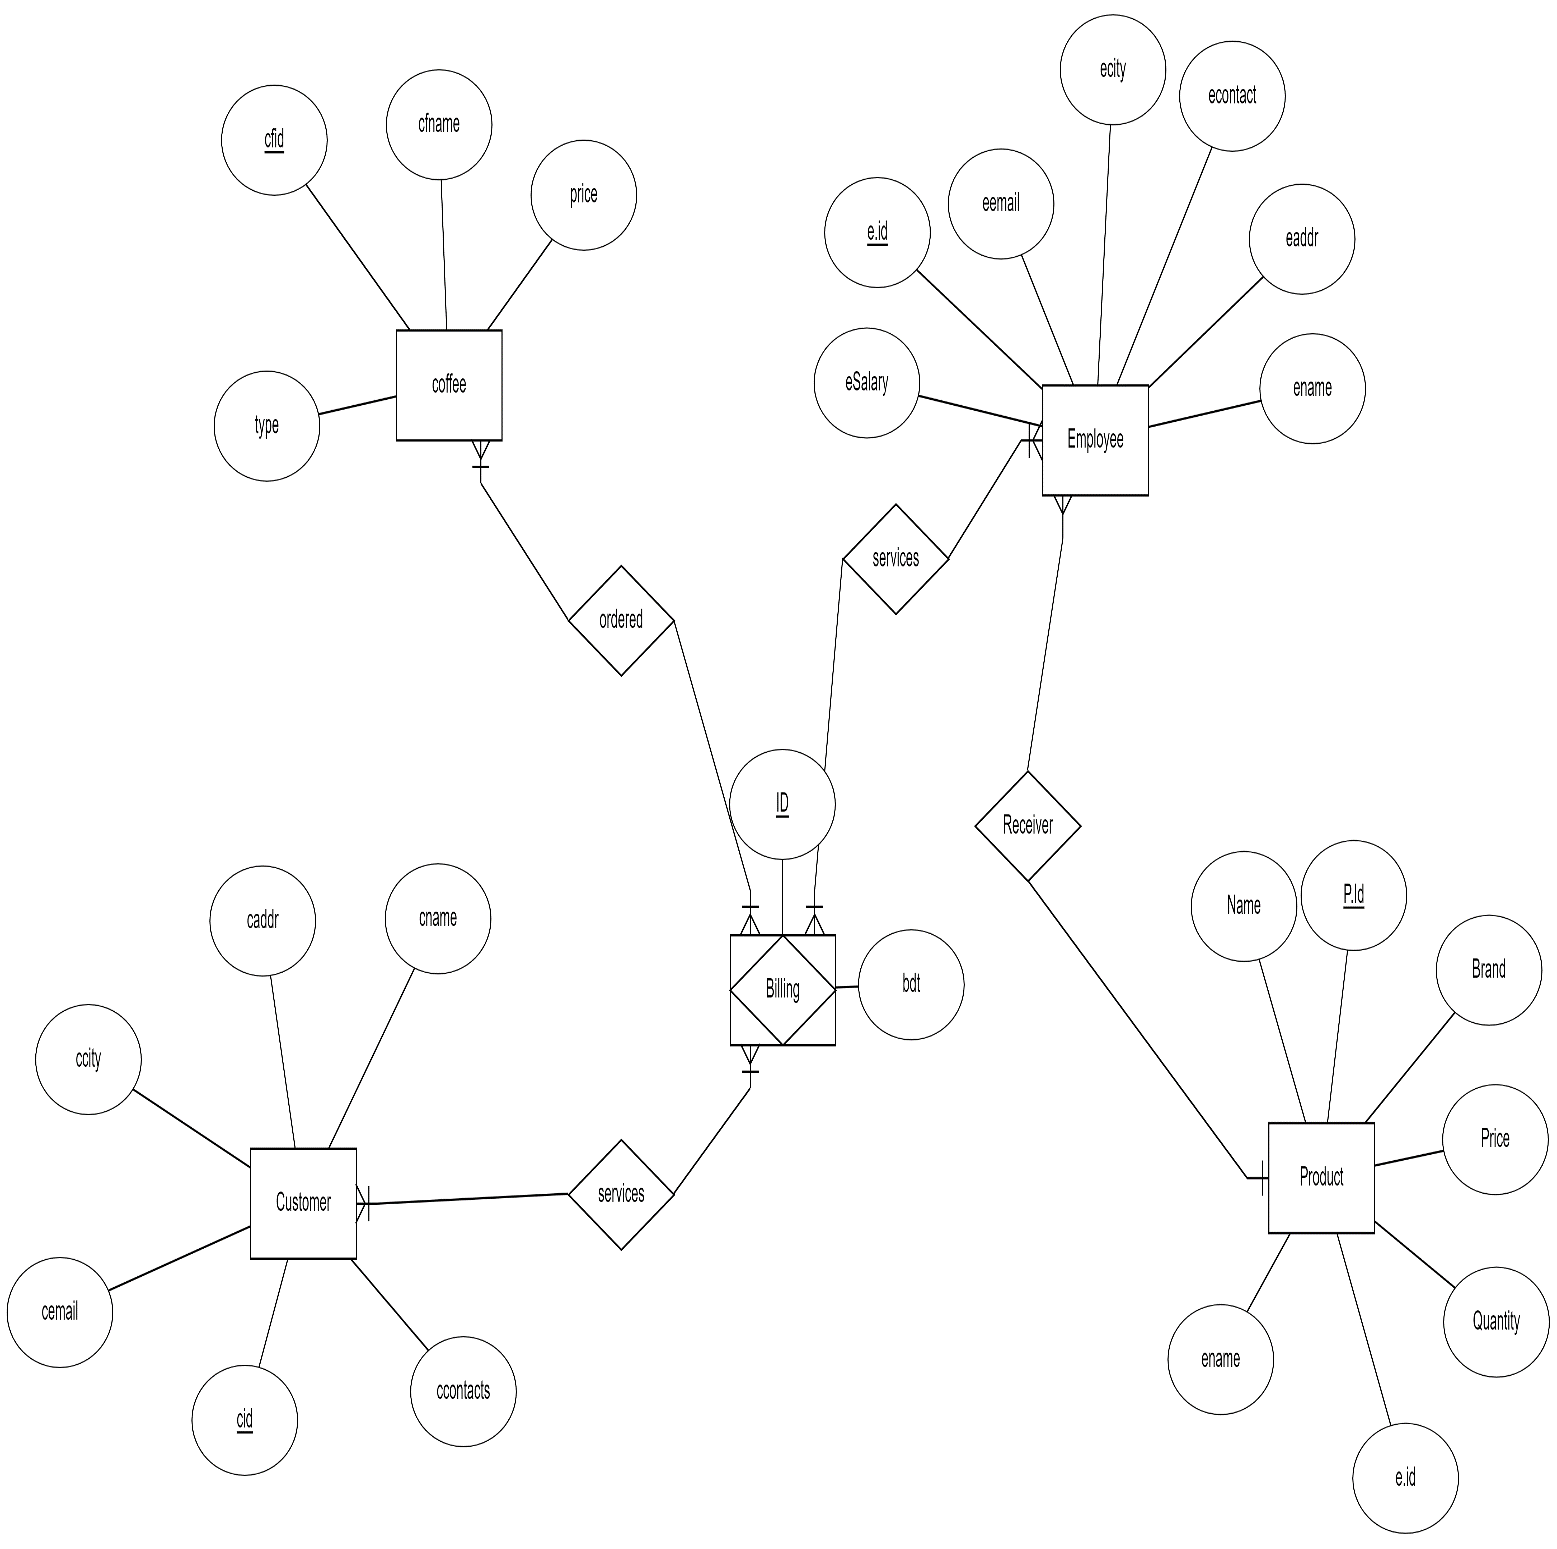 ecity
econtact
cfname
cfid
price
eemail
e.id
eaddr
eSalary
coffee
ename
type
Employee
services
ordered
ID
Receiver
P.Id
Name
cname
caddr
Brand
bdt
Billing
ccity
Price
Product
services
Customer
cemail
Quantity
ename
ccontacts
cid
e.id